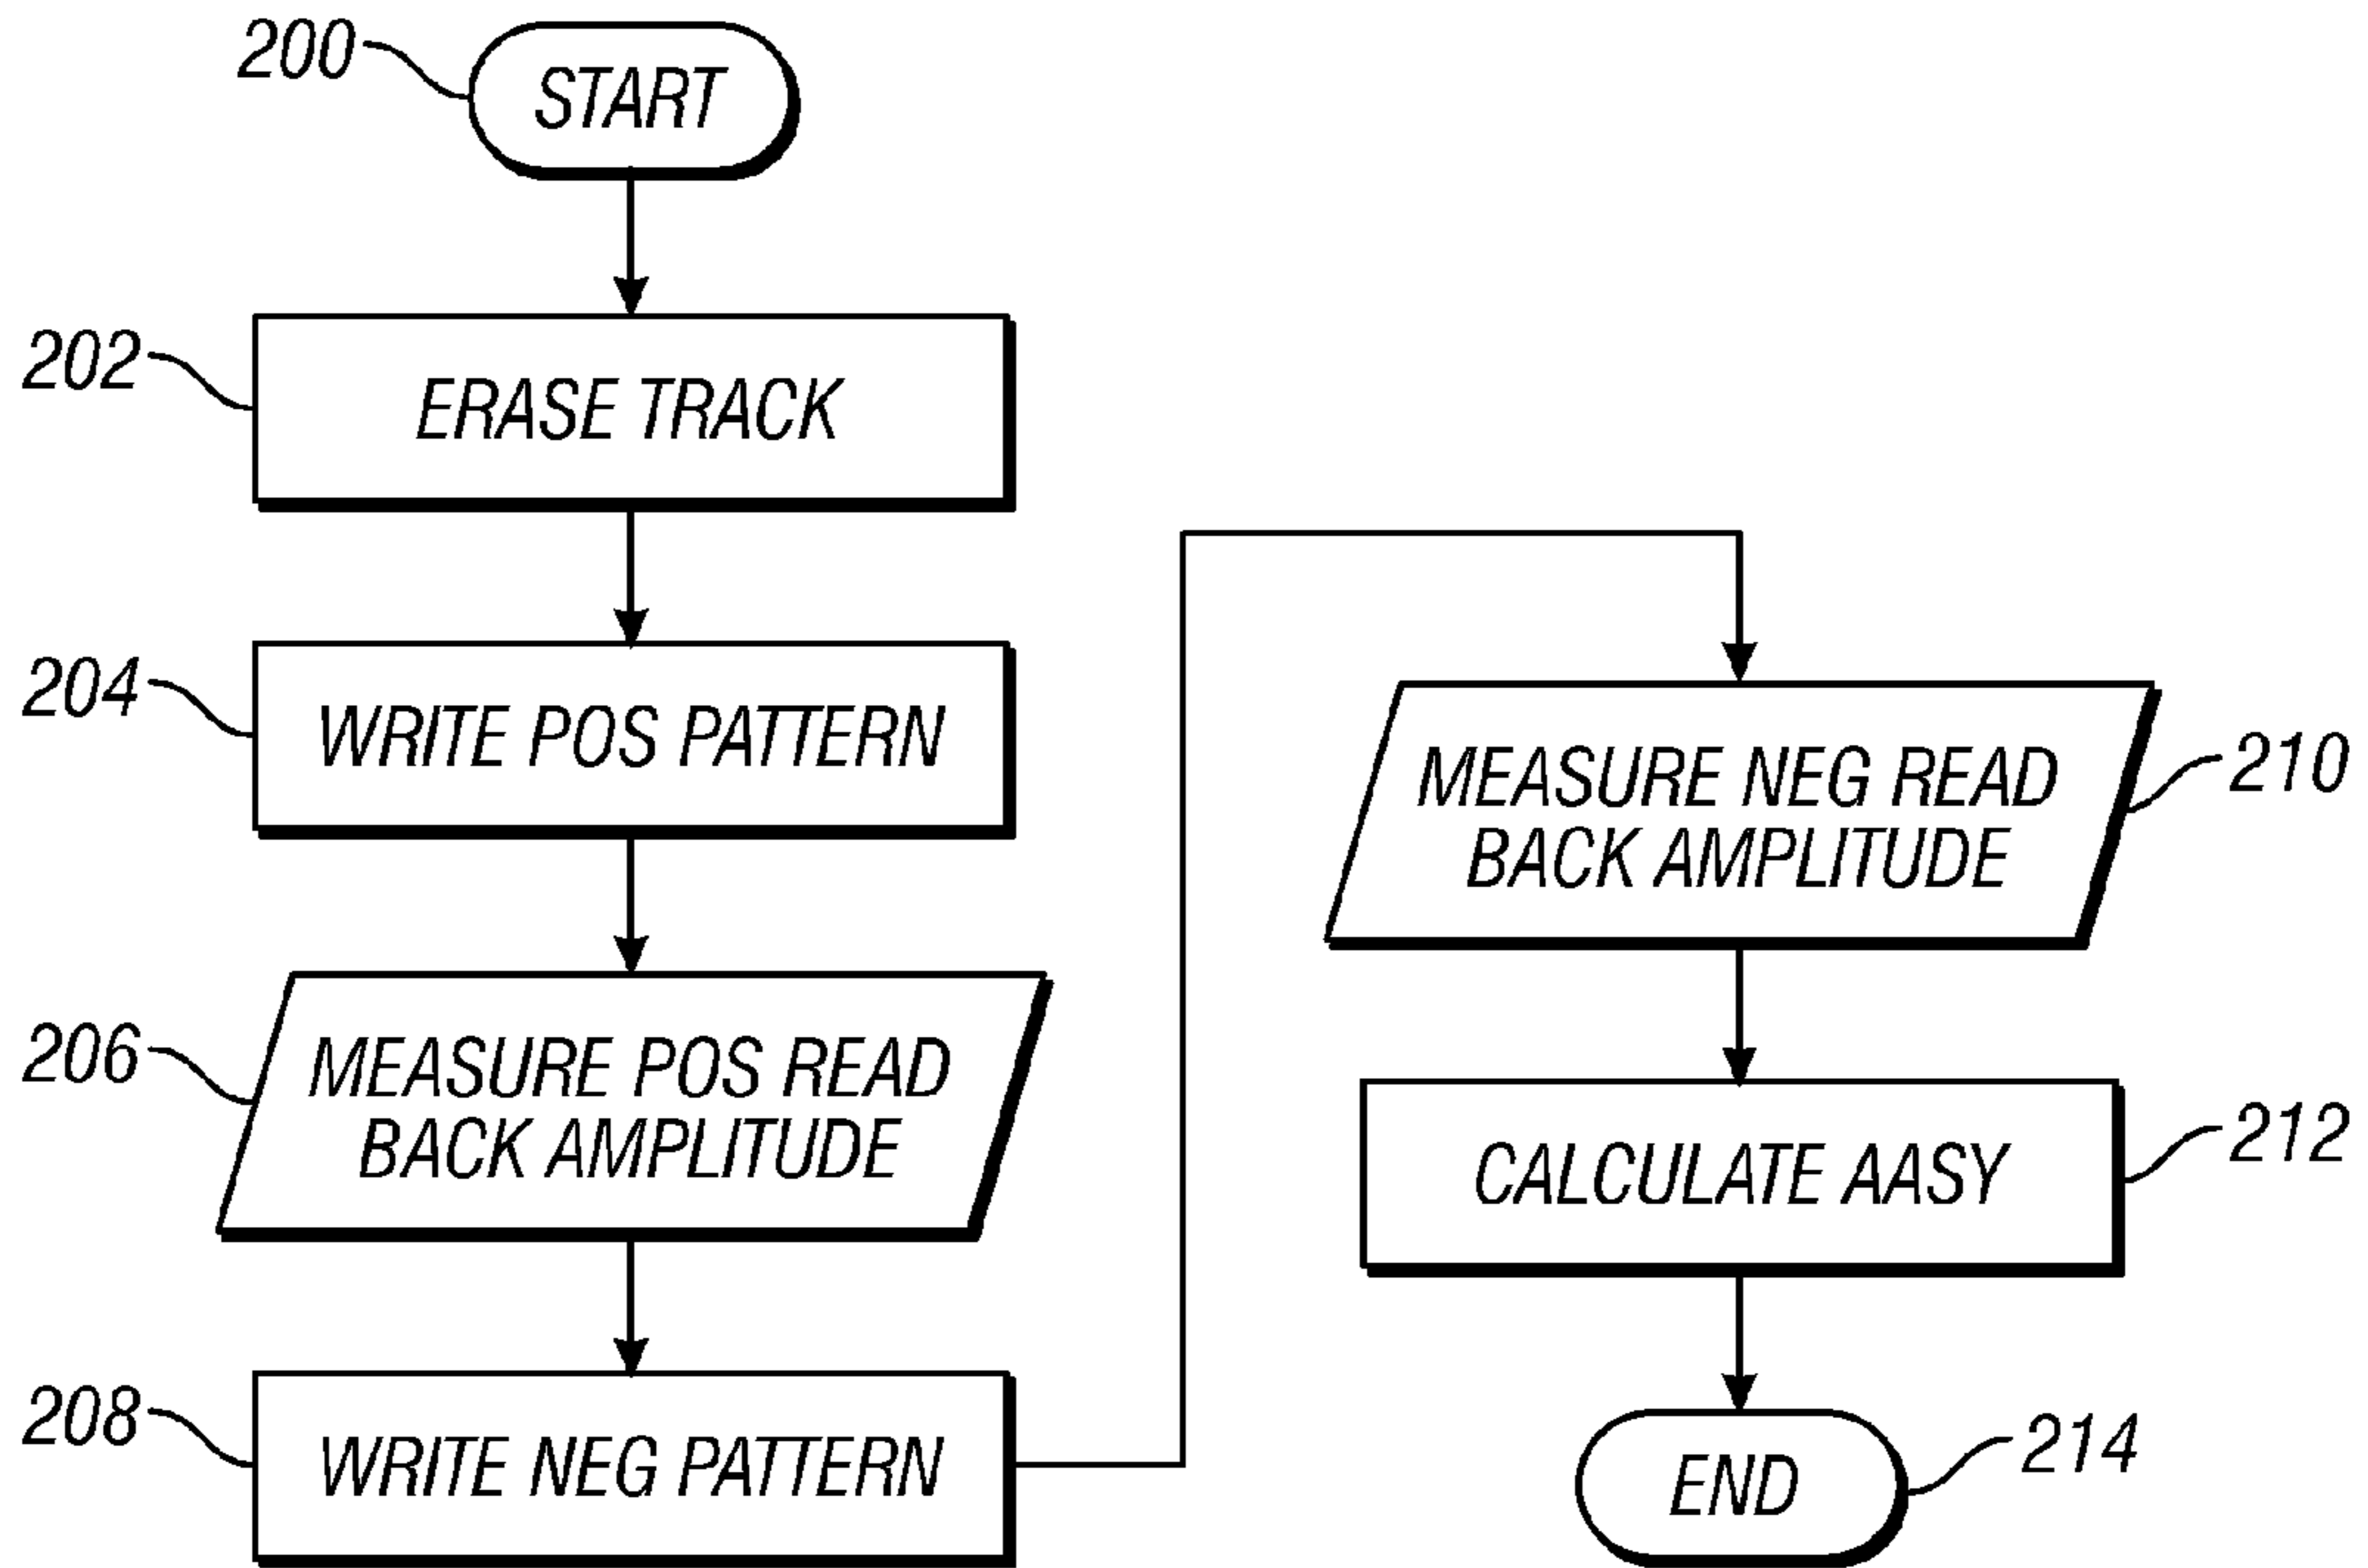 200
START
202
ERASE TRACK
204
WRITE POS PATTERN
206
MEASURE POS READ
BACK AMPLITUDE
208
WRITE NEG PATTERN
MEASURE NEG READ
BACK AMPLITUDE
210
CALCULATE AASY
212
END
214